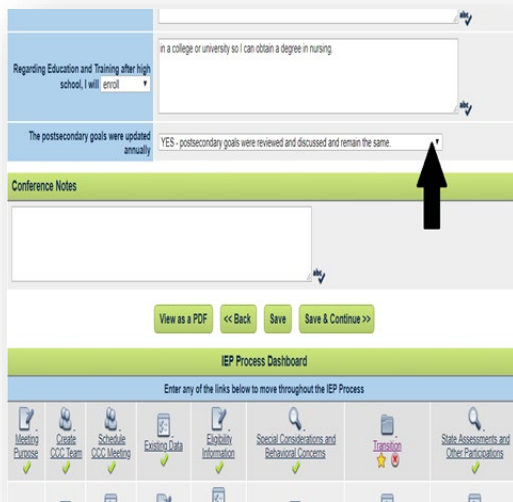 abc
in a college or university so I can obtain a degree in nursing.
Regarding Education and Training after high
school, I will enroll
abc
The postsecondary goals were updated
annually
YES - postsecondary goals were reviewed and discussed and remain the same.
Conference Notes
abc
View as a PDF << Back Save Save & Continue >>
IEP Process Dashboard
Enter any of the links below to move throughout the IEP Process
Meeting Purpose
Create CCC Team
Schedule CCC Meeting
Existing Data
Eligibility Information
Special Considerations and Behavioral Concerns
Transition
State Assessments and Other Participations